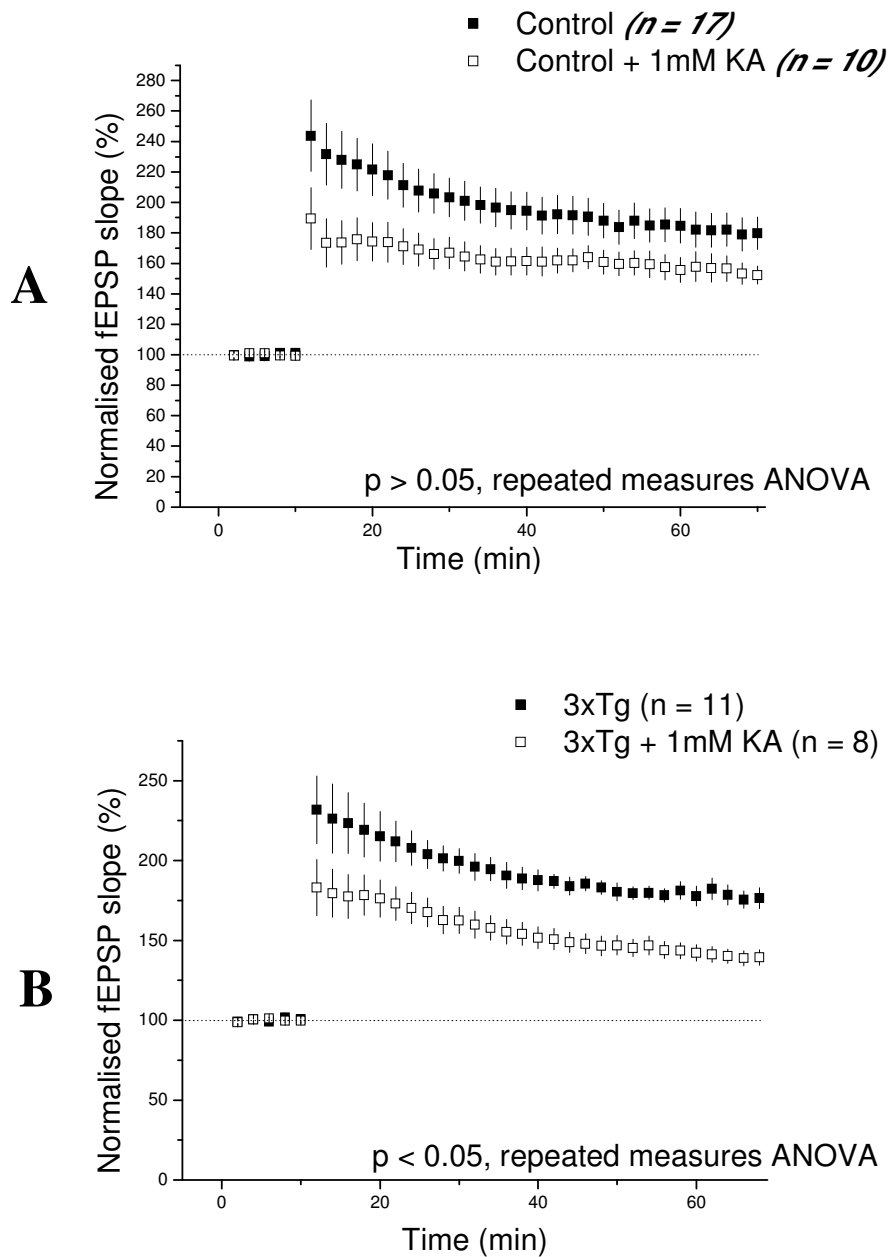 Control (n = 17)
Control + 1mM KA (n = 10)
A
Normalised fEPSP slope (%)
280
260
240
220
200
180
160
140
120
100
80
60
40
20
0
p > 0.05, repeated measures ANOVA
0 20 40 60
Time (min)
3xTg (n = 11)
3xTg + 1mM KA (n = 8)
B
Normalised fEPSP slope (%)
250
200
150
100
50
0
p < 0.05, repeated measures ANOVA
0 20 40 60
Time (min)